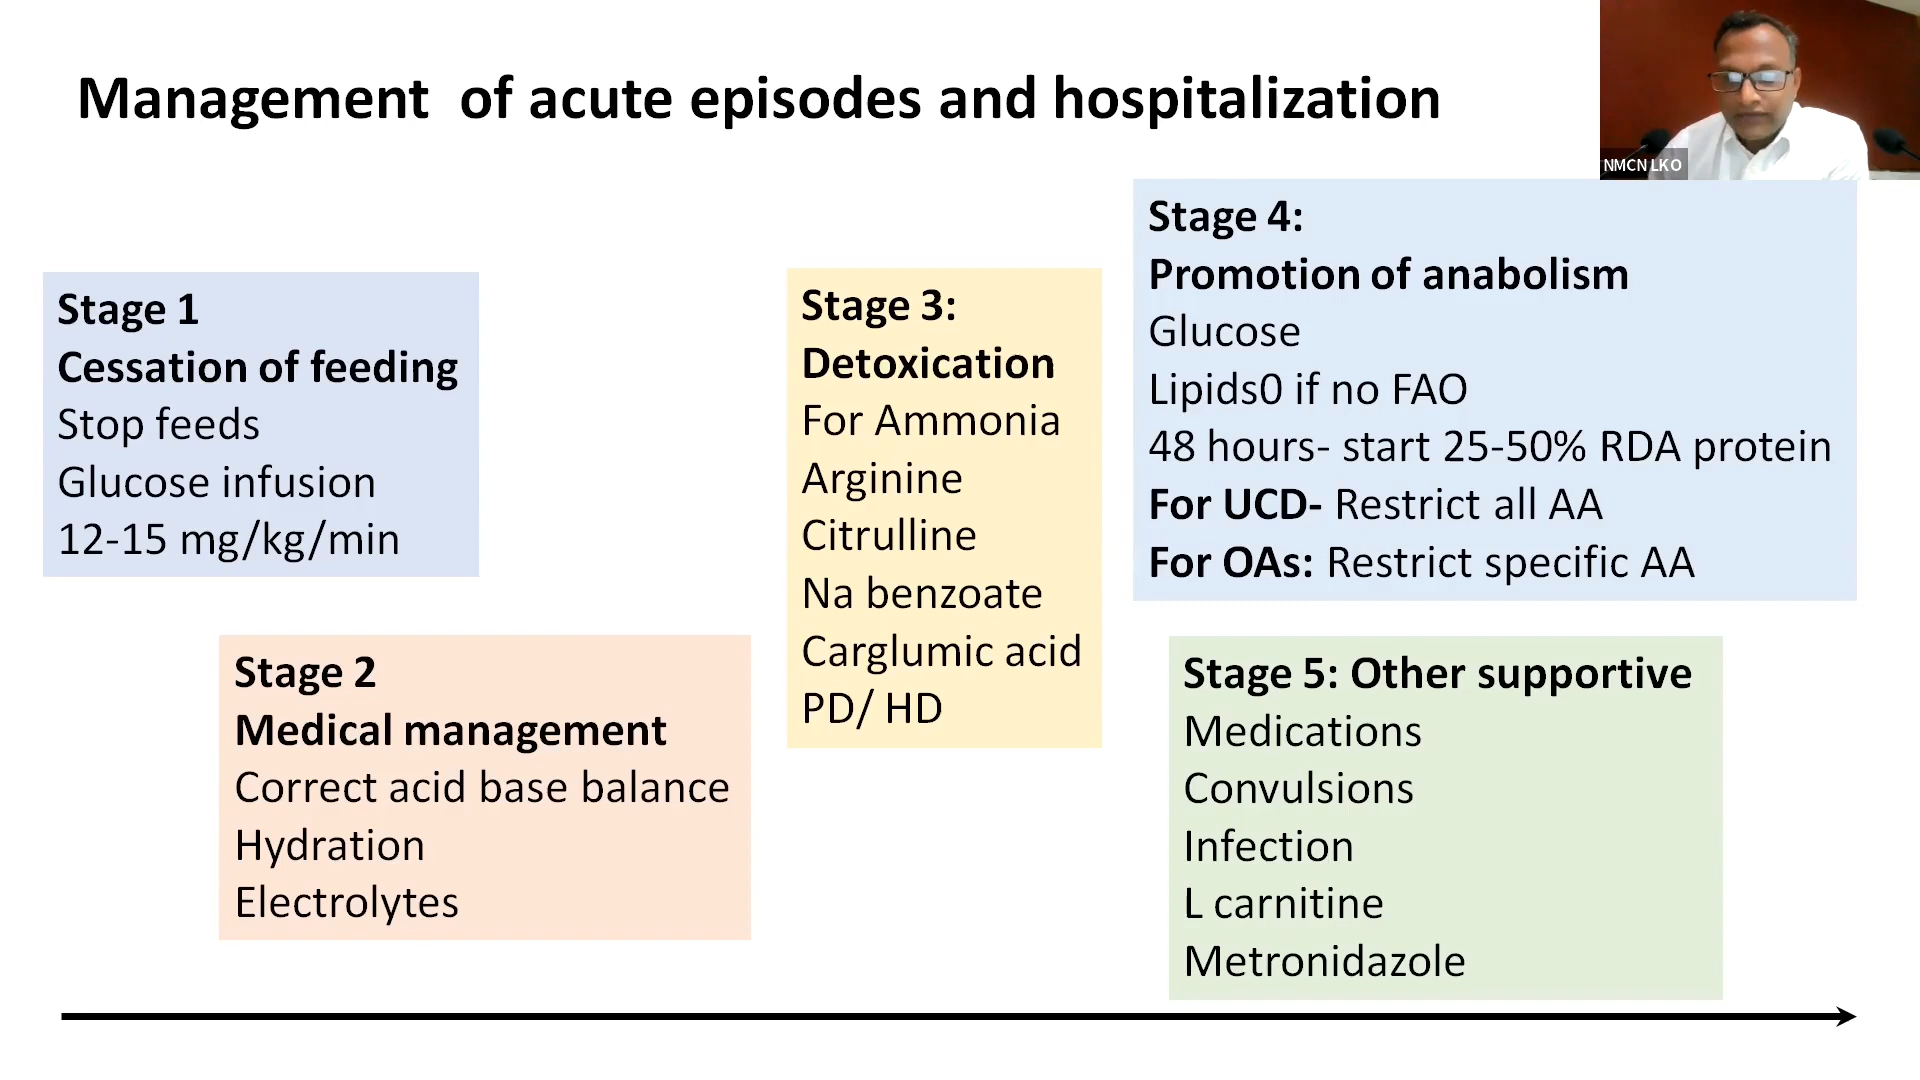 Management of acute episodes and hospitalization
NMCN LKO
Stage 1
Cessation of feeding
Stop feeds
Glucose infusion
12-15 mg/kg/min
Stage 2
Medical management
Correct acid base balance
Hydration
Electrolytes
Stage 3:
Detoxication
For Ammonia
Arginine
Citrulline
Na benzoate
Carglumic acid
PD/ HD
Stage 4:
Promotion of anabolism
Glucose
Lipids0 if no FAO
48 hours- start 25-50% RDA protein
For UCD- Restrict all AA
For OAs: Restrict specific AA
Stage 5: Other supportive
Medications
Convulsions
Infection
L carnitine
Metronidazole